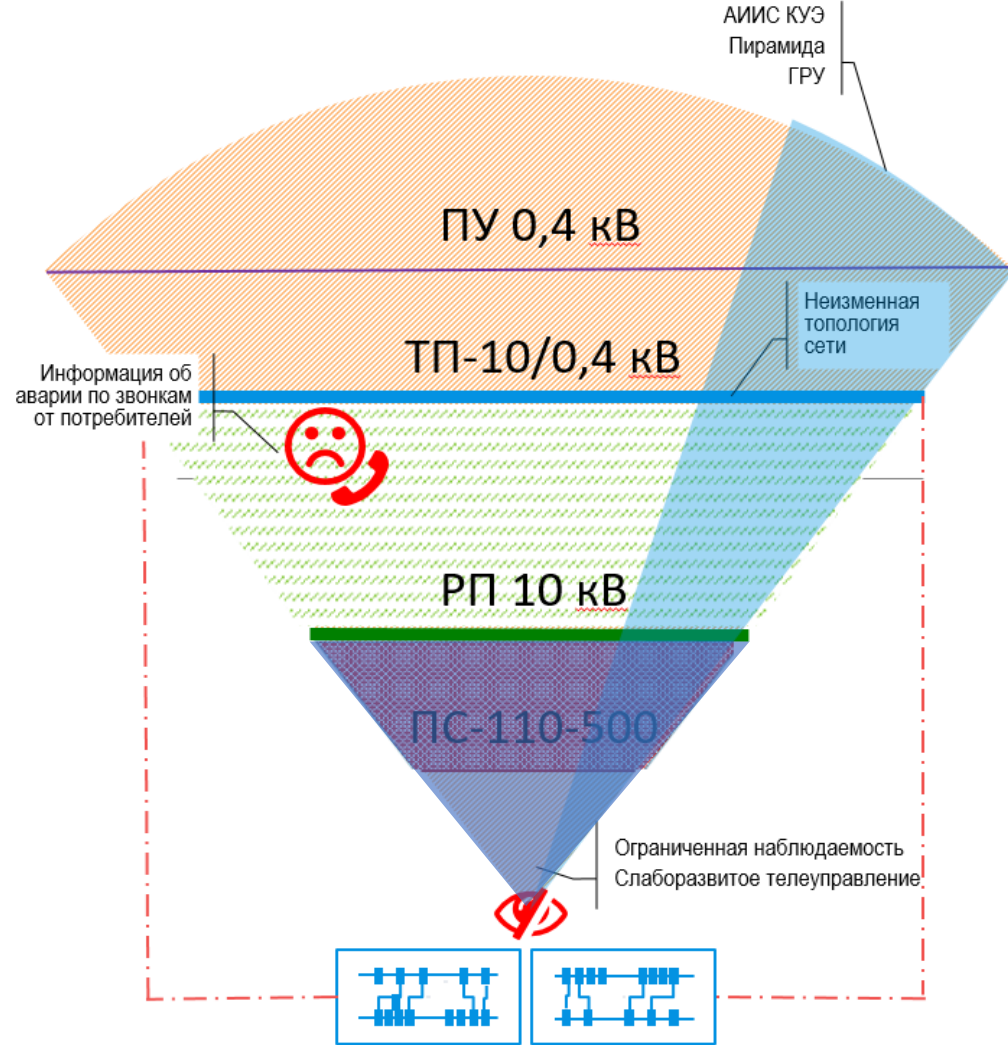 АИИС КУЭ
Пирамида
ГРУ
ПУ 0,4 кВ
Неизменная
топология
сети
ТП-10/0,4 кВ
Информация об
аварии по звонкам
от потребителей
РП 10 кВ
ПС-110-500
Ограниченная наблюдаемость
Слаборазвитое телеуправление